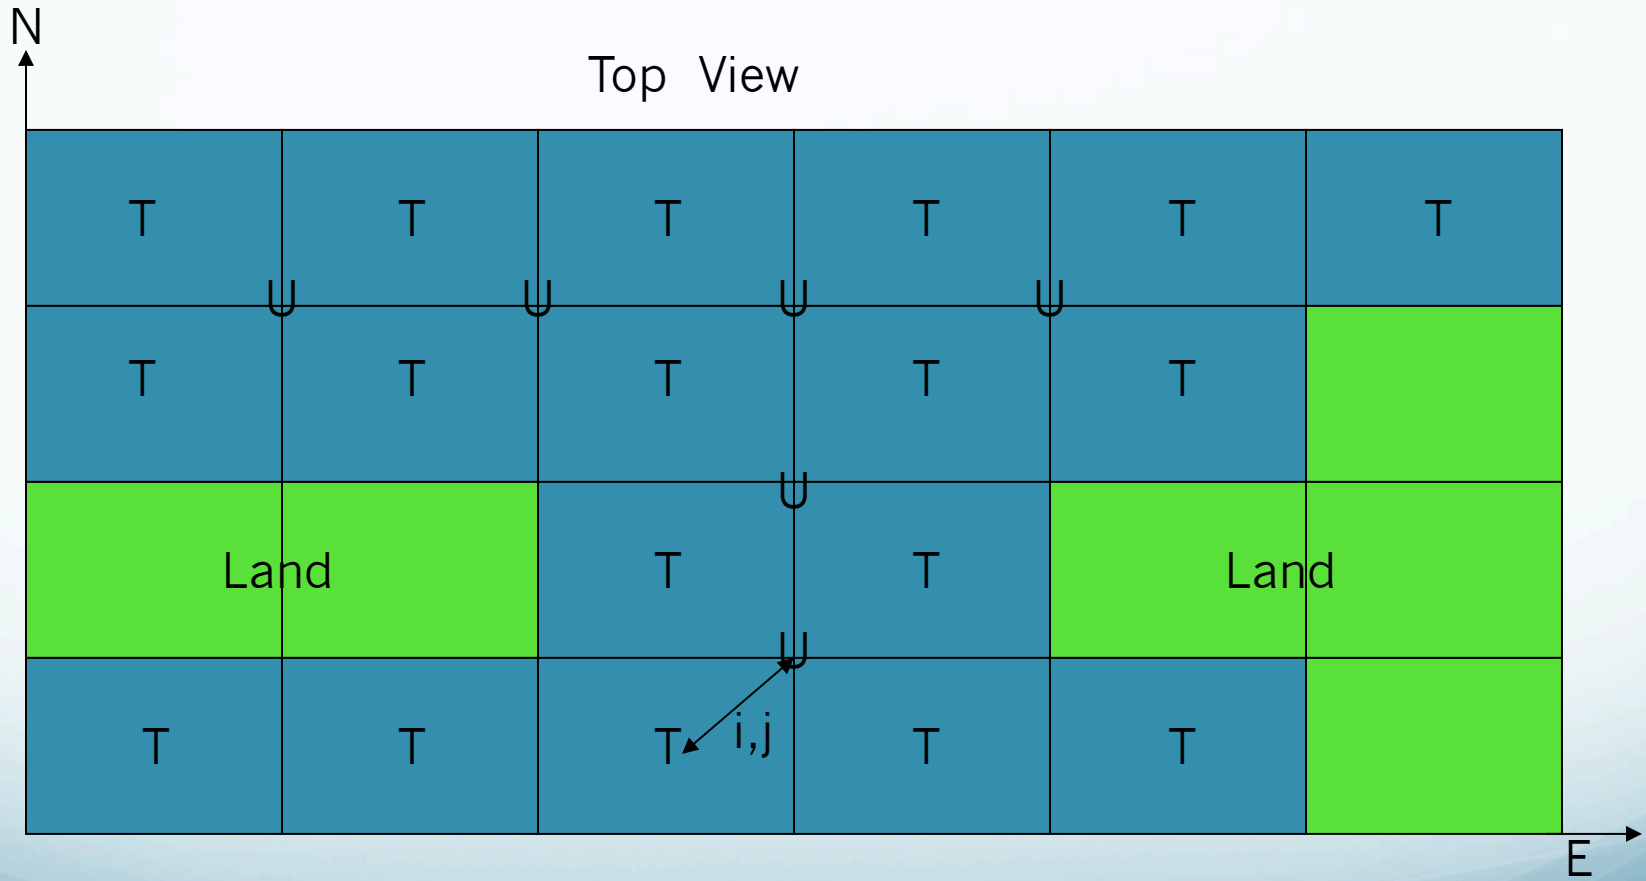 N
Top View
T T T T T T
U U U U
T T T T T
U
Land T T Land
U
i,j
T T T T T
E